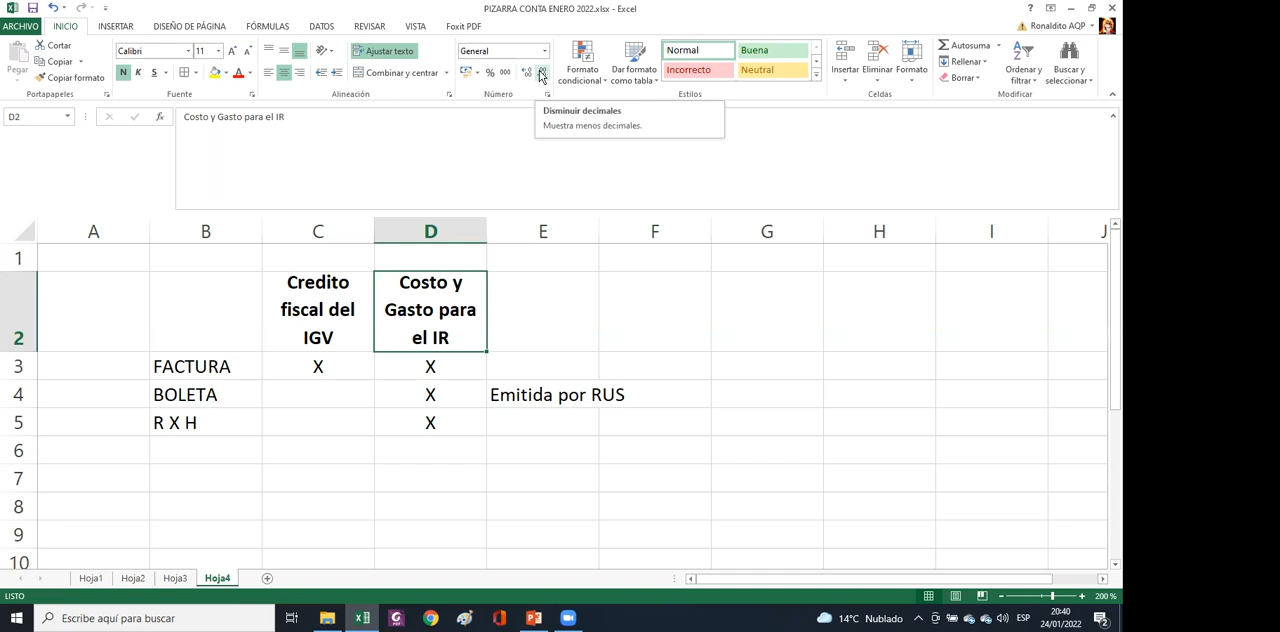 PIZARRA CONTA ENERO 2022.xlsx - Excel
ARCHIVO INICIO INSERTAR DISEÑO DE PÁGINA FÓRMULAS DATOS REVISAR VISTA Foxit PDF Ronaldito AQP
Pegar
Cortar
Copiar
Copiar formato
Portapapeles
Calibri 11
N K S
Fuente
Ajustar texto
Combinar y centrar
Alineación
General
% 000
Número
Formato condicional
Dar formato como tabla
Normal Buena
Incorrecto Neutral
Estilos
Insertar Eliminar Formato
Celdas
Autosuma
Rellenar
Borrar
Ordenar y filtrar
Buscar y seleccionar
Modificar
Disminuir decimales
Muestra menos decimales.
D2 Costo y Gasto para el IR
A B C D E F G H I J
1
2
Credito
fiscal del
IGV
Costo y
Gasto para
el IR
3 FACTURA X X
4 BOLETA X Emitida por RUS
5 R X H X
6
7
8
9
10
Hoja1 Hoja2 Hoja3 Hoja4
LISTO 200 %
Escribe aquí para buscar
14°C Nublado ESP
20:40
24/01/2022
2